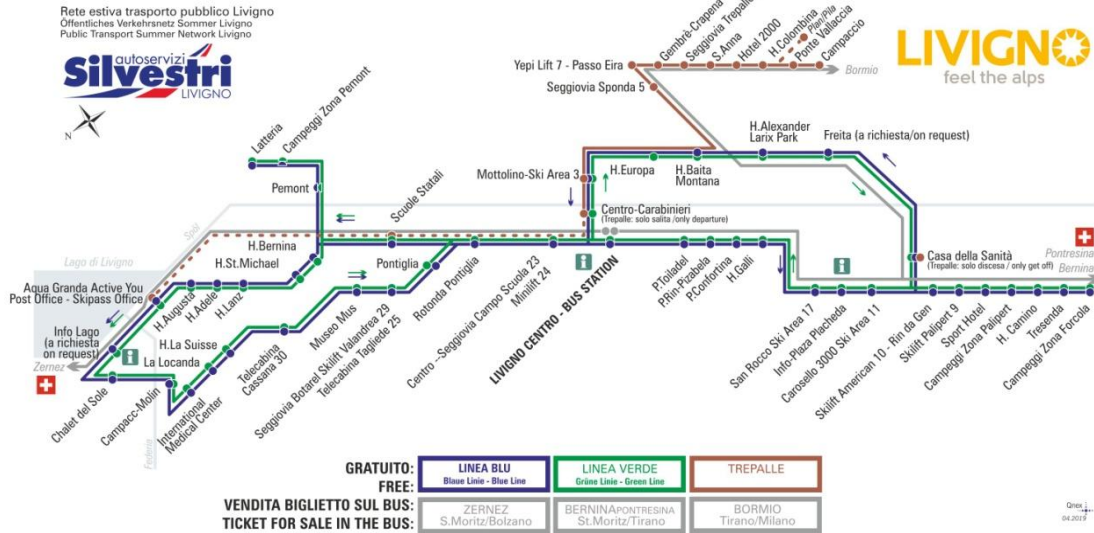 Rete estiva trasporto pubblico Livigno
Öffentliches Verkehrsnetz Sommer Livigno
Public Transport Summer Network Livigno
autoservizi
Silvestri
LIVIGNO
N
LIVIGNO
feel the alps
Yepi Lift 7 - Passo Eira
Gembré-Crapena
Seggiovia Trepalle
S.Anna
Hotel 2000
H.Colombina
Plan/Pila
Ponte Vallaccia
Campaccio
Bormio
Seggiovia Sponda 5
Latteria
Campeggi Zona Pemont
Pemont
Scuole Statali
Mottolino-Ski Area 3
H.Europa
H.Baita
Montana
H.Alexander
Larix Park
Freita (a richiesta/on request)
Centro-Carabinieri
(Trepalle: solo salita /only departure)
Spöl
Lago di Livigno
H.Bernina
H.St.Michael
Pontiglia
Casa della Sanità
(Trepalle: solo discesa / only get off)
Pontresina
Bernina
Aqua Granda Active You
Post Office - Skipass Office
H.Augusta
H.Adele
H.Lanz
Info Lago
(a richiesta
on request)
Zernez
H.La Suisse
La Locanda
Chalet del Sole
Campacc-Molin
Federia
International
Medical Center
Telecabina
Cassana 30
Museo Mus
Seggiovia Botarel Skilift Valandrea 29
Telecabina Tagliede 25
Rotonda Pontiglia
Centro -Seggiovia Campo Scuola 23
Minilift 24
LIVIGNO CENTRO - BUS STATION
P.Toiladel
P.Rin-Pizabela
P.Confortina
H.Galli
San Rocco Ski Area 17
Info-Plaza Placheda
Carosello 3000 Ski Area 11
Skilift American 10 - Rin da Gen
Skilift Palipert 9
Sport Hotel
Campeggi Zona Palipert
H. Camino
Tresenda
Campeggi Zona Forcola
GRATUITO:
FREE:
LINEA BLU
Blaue Linie - Blue Line
LINEA VERDE
Grüne Linie - Green Line
TREPALLE
VENDITA BIGLIETTO SUL BUS:
TICKET FOR SALE IN THE BUS:
ZERNEZ
S.Moritz/Bolzano
BERNINA PONTRESINA
St.Moritz/Tirano
BORMIO
Tirano/Milano
Qnex
04.2019